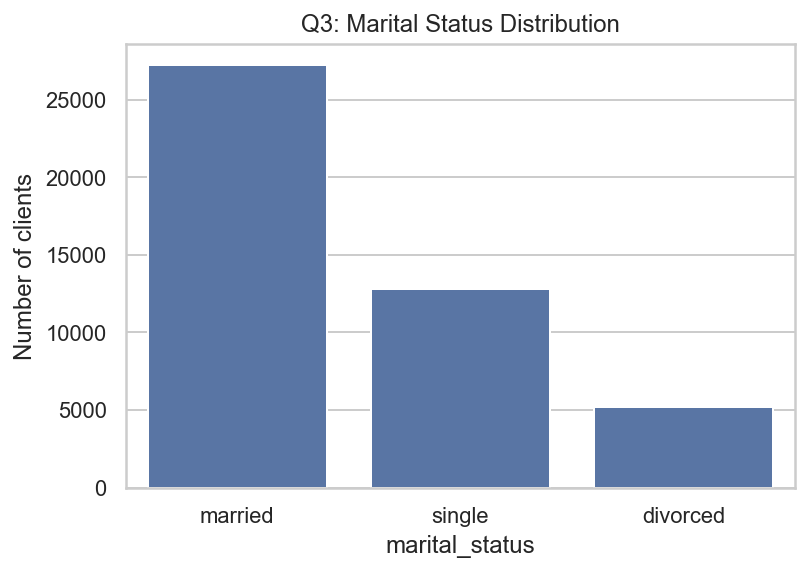 Q3: Marital Status Distribution
Number of clients
25000
20000
15000
10000
5000
0
married single divorced
marital_status